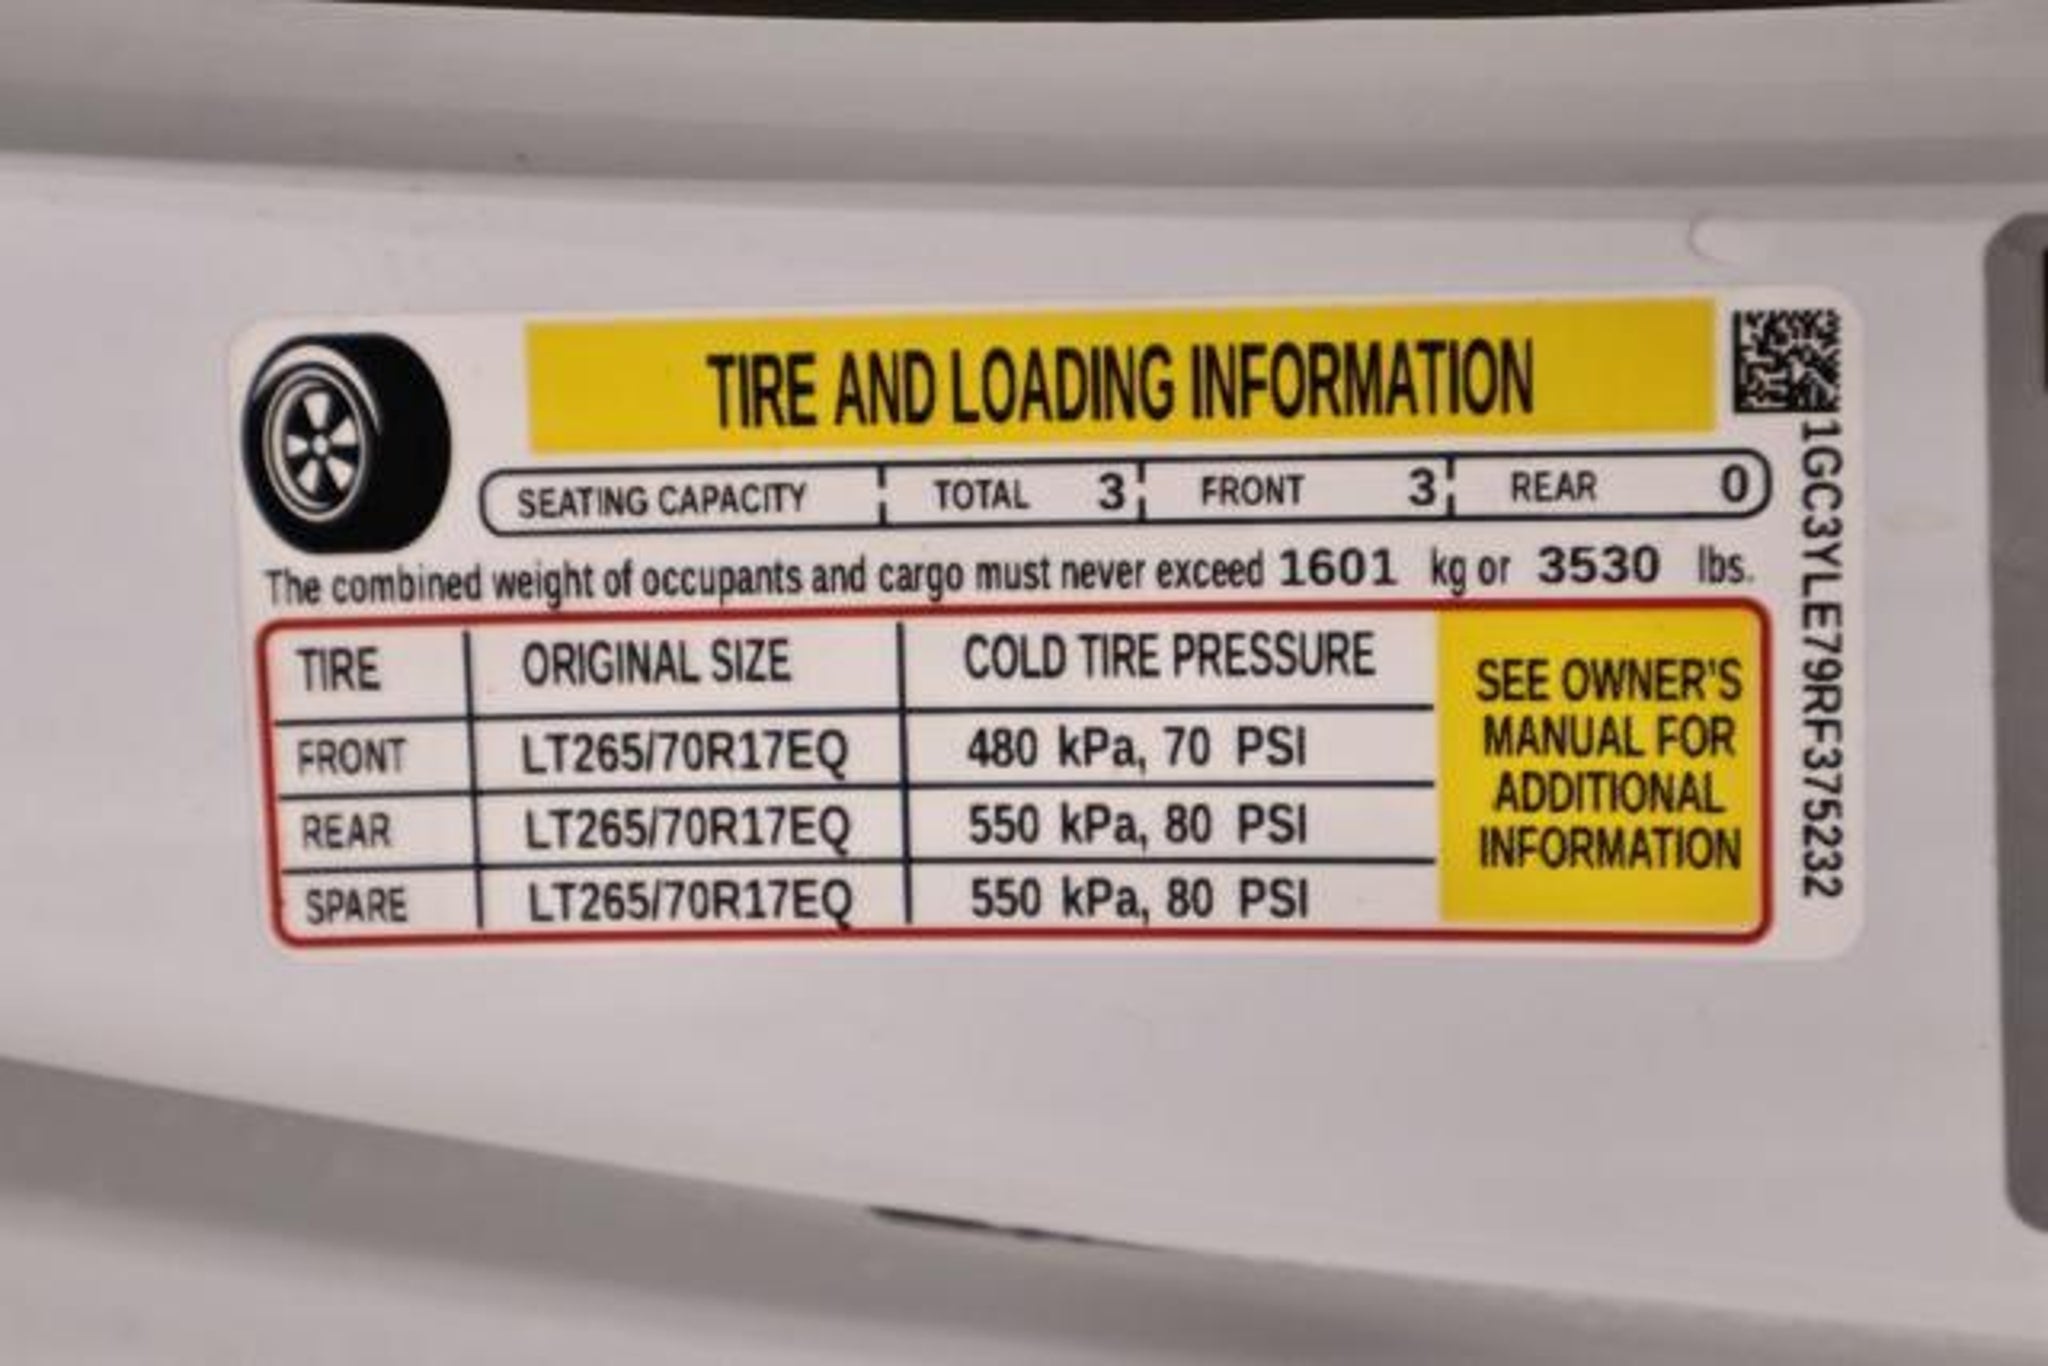 TIRE AND LOADING INFORMATION
SEATING CAPACITY TOTAL 3 FRONT 3 REAR 0
The combined weight of occupants and cargo must never exceed 1601 kg or 3530 lbs.
TIRE ORIGINAL SIZE COLD TIRE PRESSURE
FRONT LT265/70R17EQ 480 kPa, 70 PSI
REAR LT265/70R17EQ 550 kPa, 80 PSI
SPARE LT265/70R17EQ 550 kPa, 80 PSI
SEE OWNER'S
MANUAL FOR
ADDITIONAL
INFORMATION
1GC3YLE79RF375232